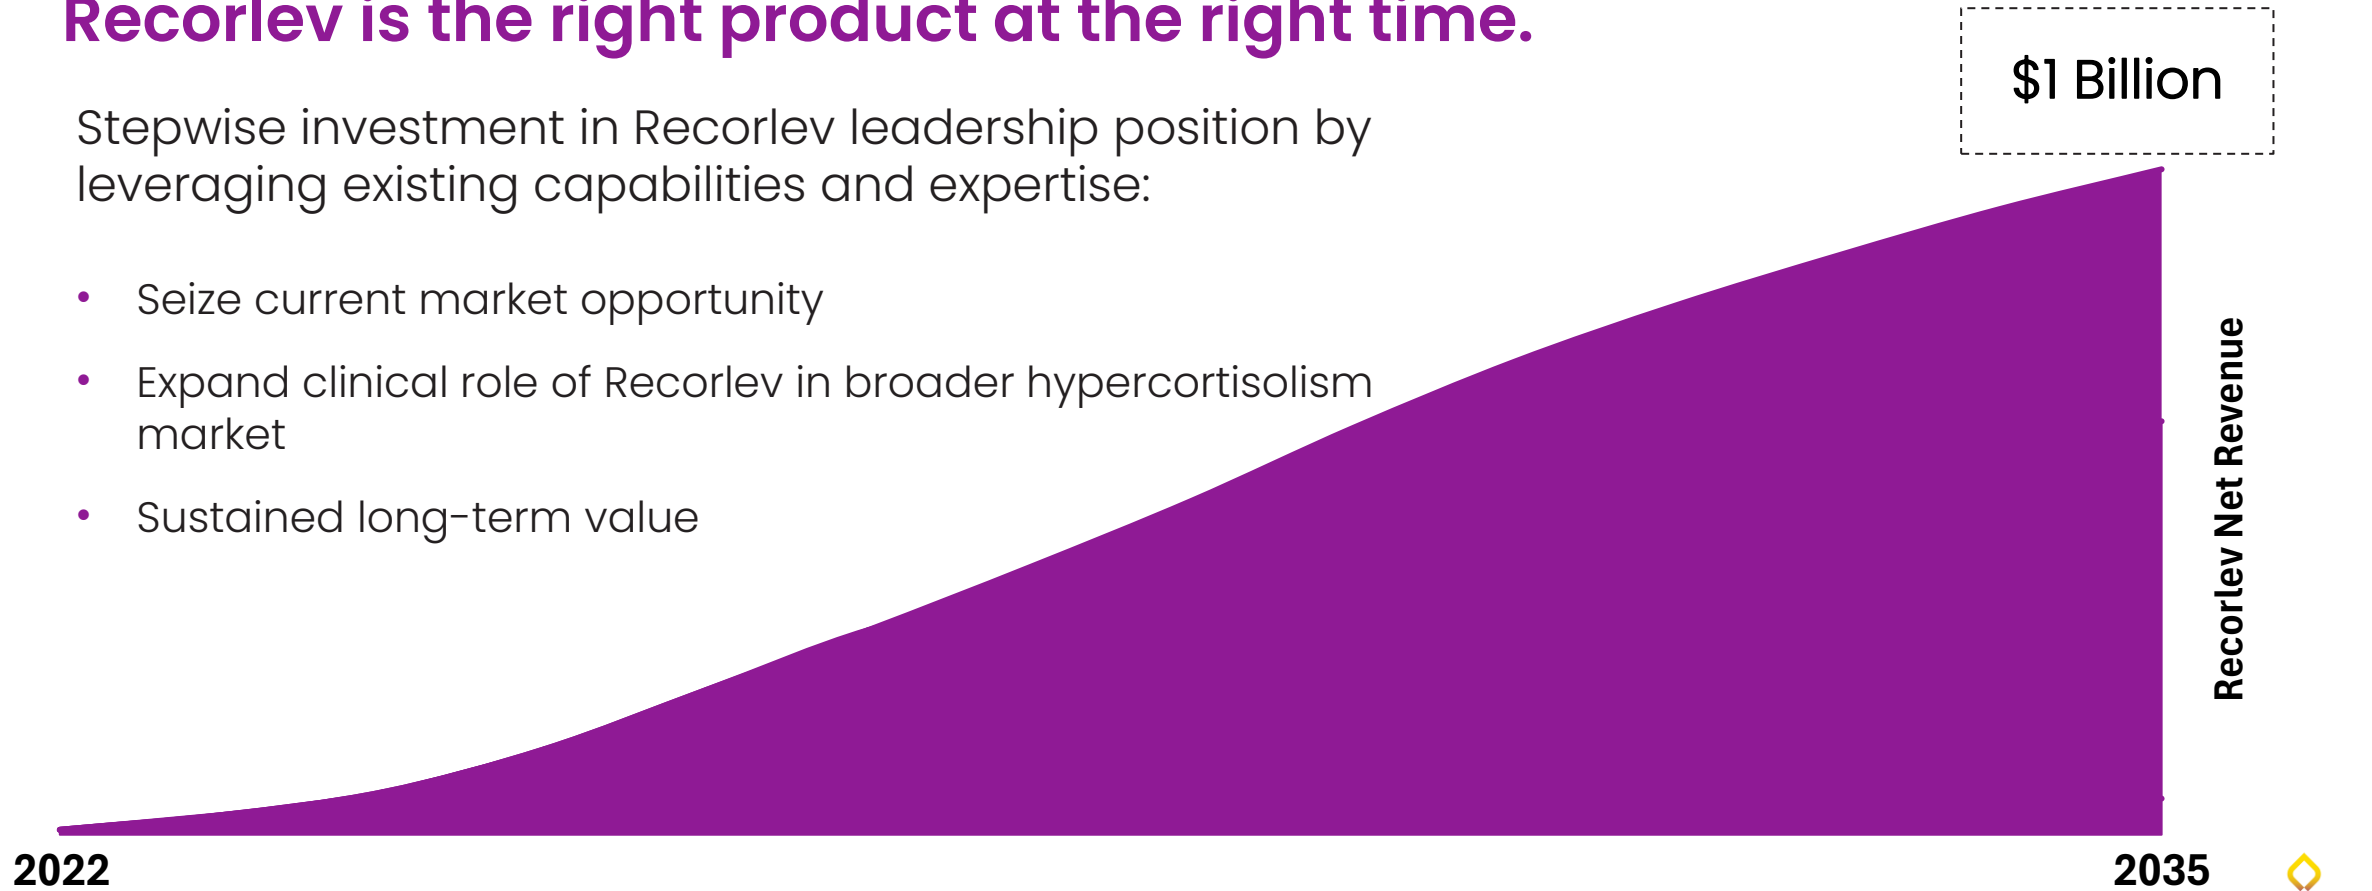 Recorlev is the right product at the right time.
$1 Billion
Stepwise investment in Recorlev leadership position by
leveraging existing capabilities and expertise:
• Seize current market opportunity
• Expand clinical role of Recorlev in broader hypercortisolism
market
• Sustained long-term value
Recorlev Net Revenue
2022
2035